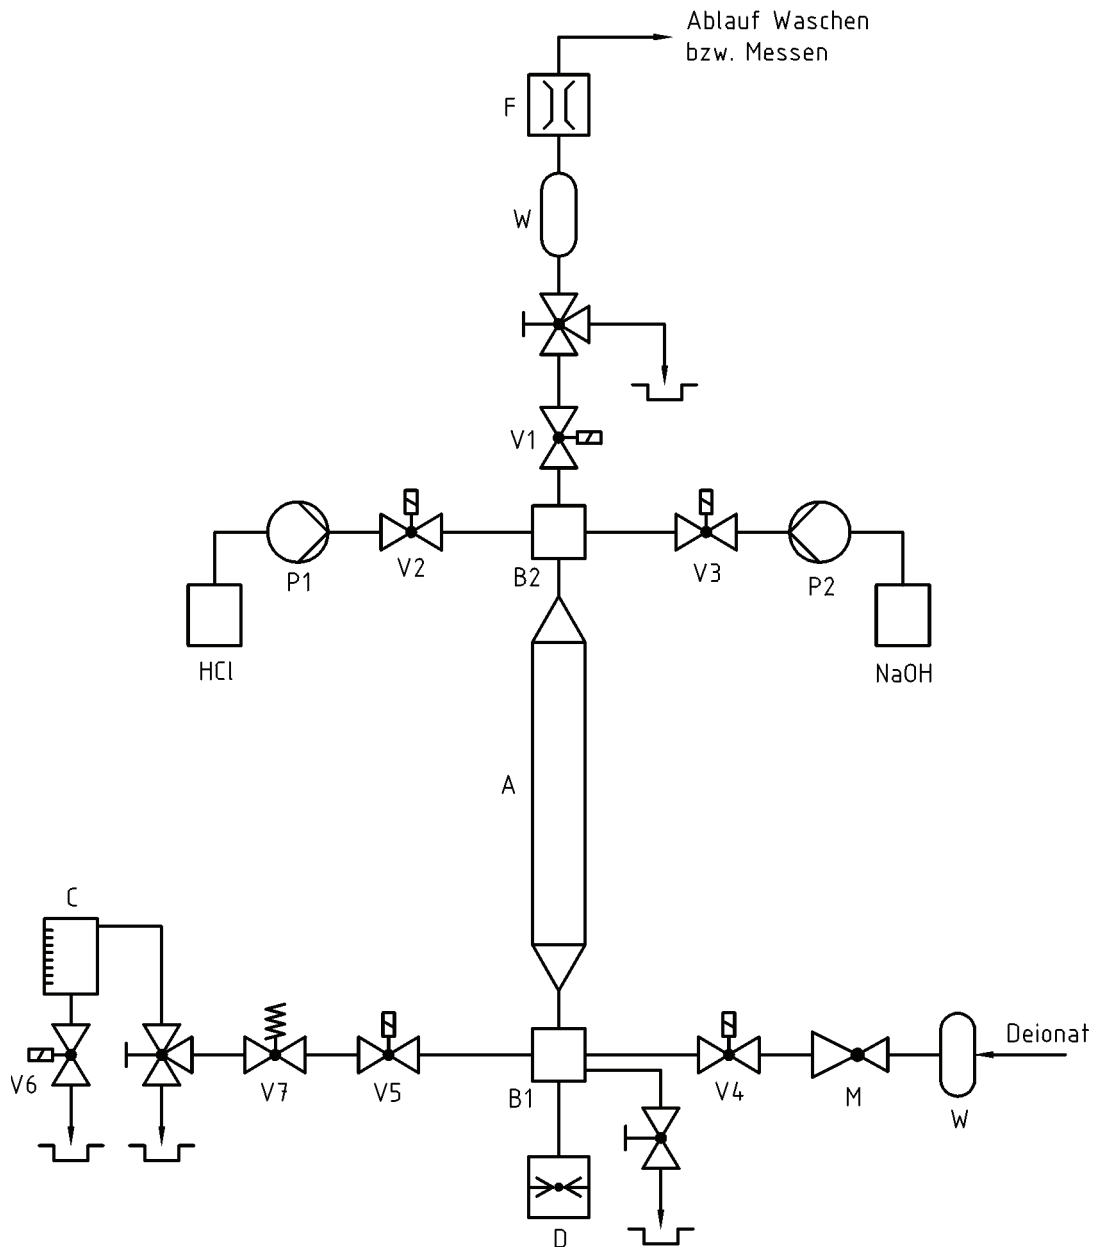 Ablauf Waschen
bzw. Messen
F
W
V1
V2
V3
P1
B2
P2
HCl
NaOH
A
C
Deionat
V6
V7
V5
B1
V4
M
W
D